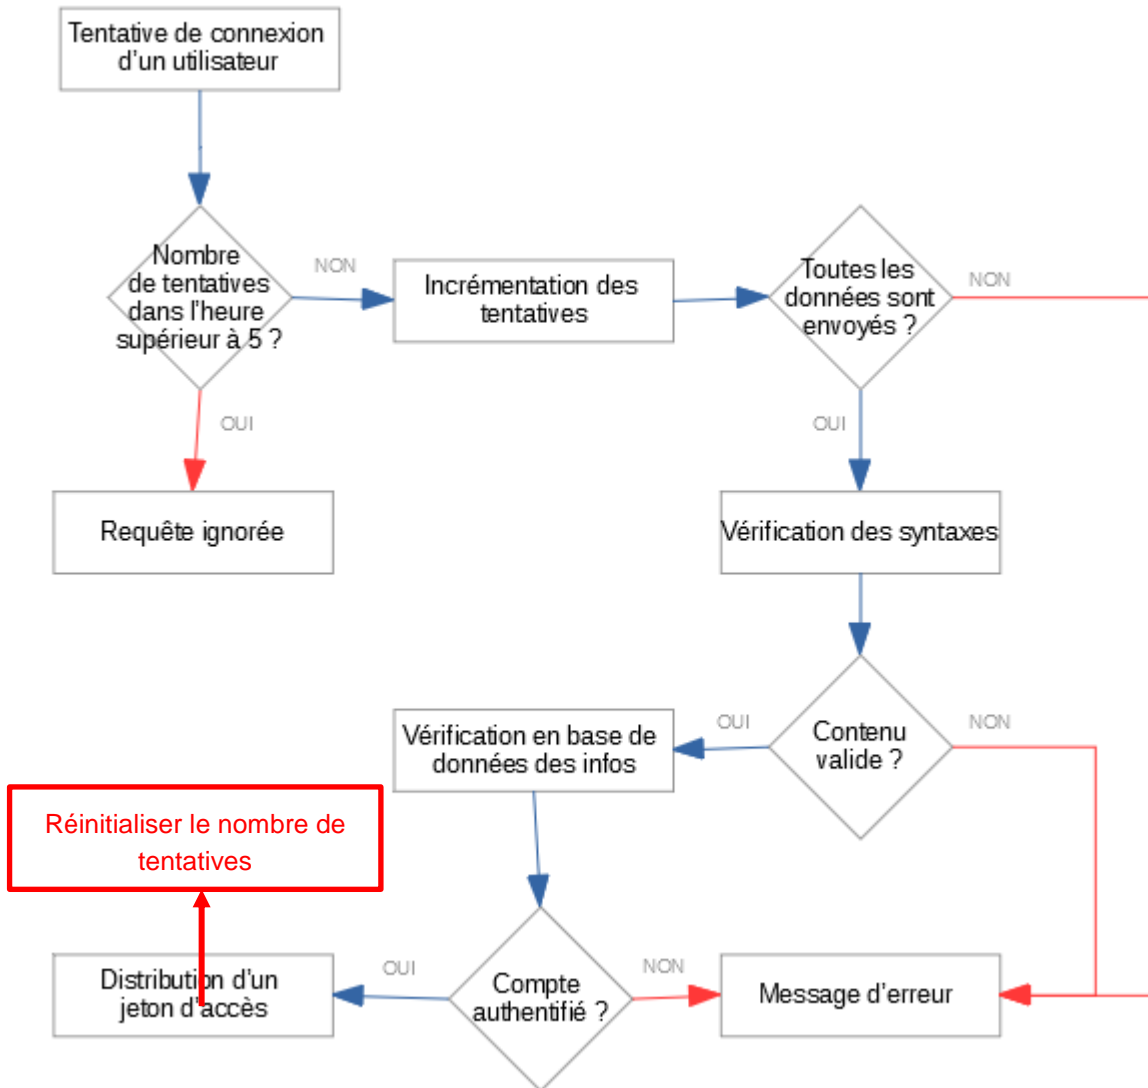 Tentative de connexion
d'un utilisateur
Nombre
de tentatives
dans l'heure
supérieur à 5 ?
NON
Incrémentation des
tentatives
Toutes les
données sont
envoyés ?
NON
OUI
OUI
Requête ignorée
Vérification des syntaxes
Vérification en base de
données des infos
OUI
Contenu
valide ?
NON
Réinitialiser le nombre de
tentatives
Distribution d'un
jeton d'accès
OUI
Compte
authentifié ?
NON
Message d'erreur